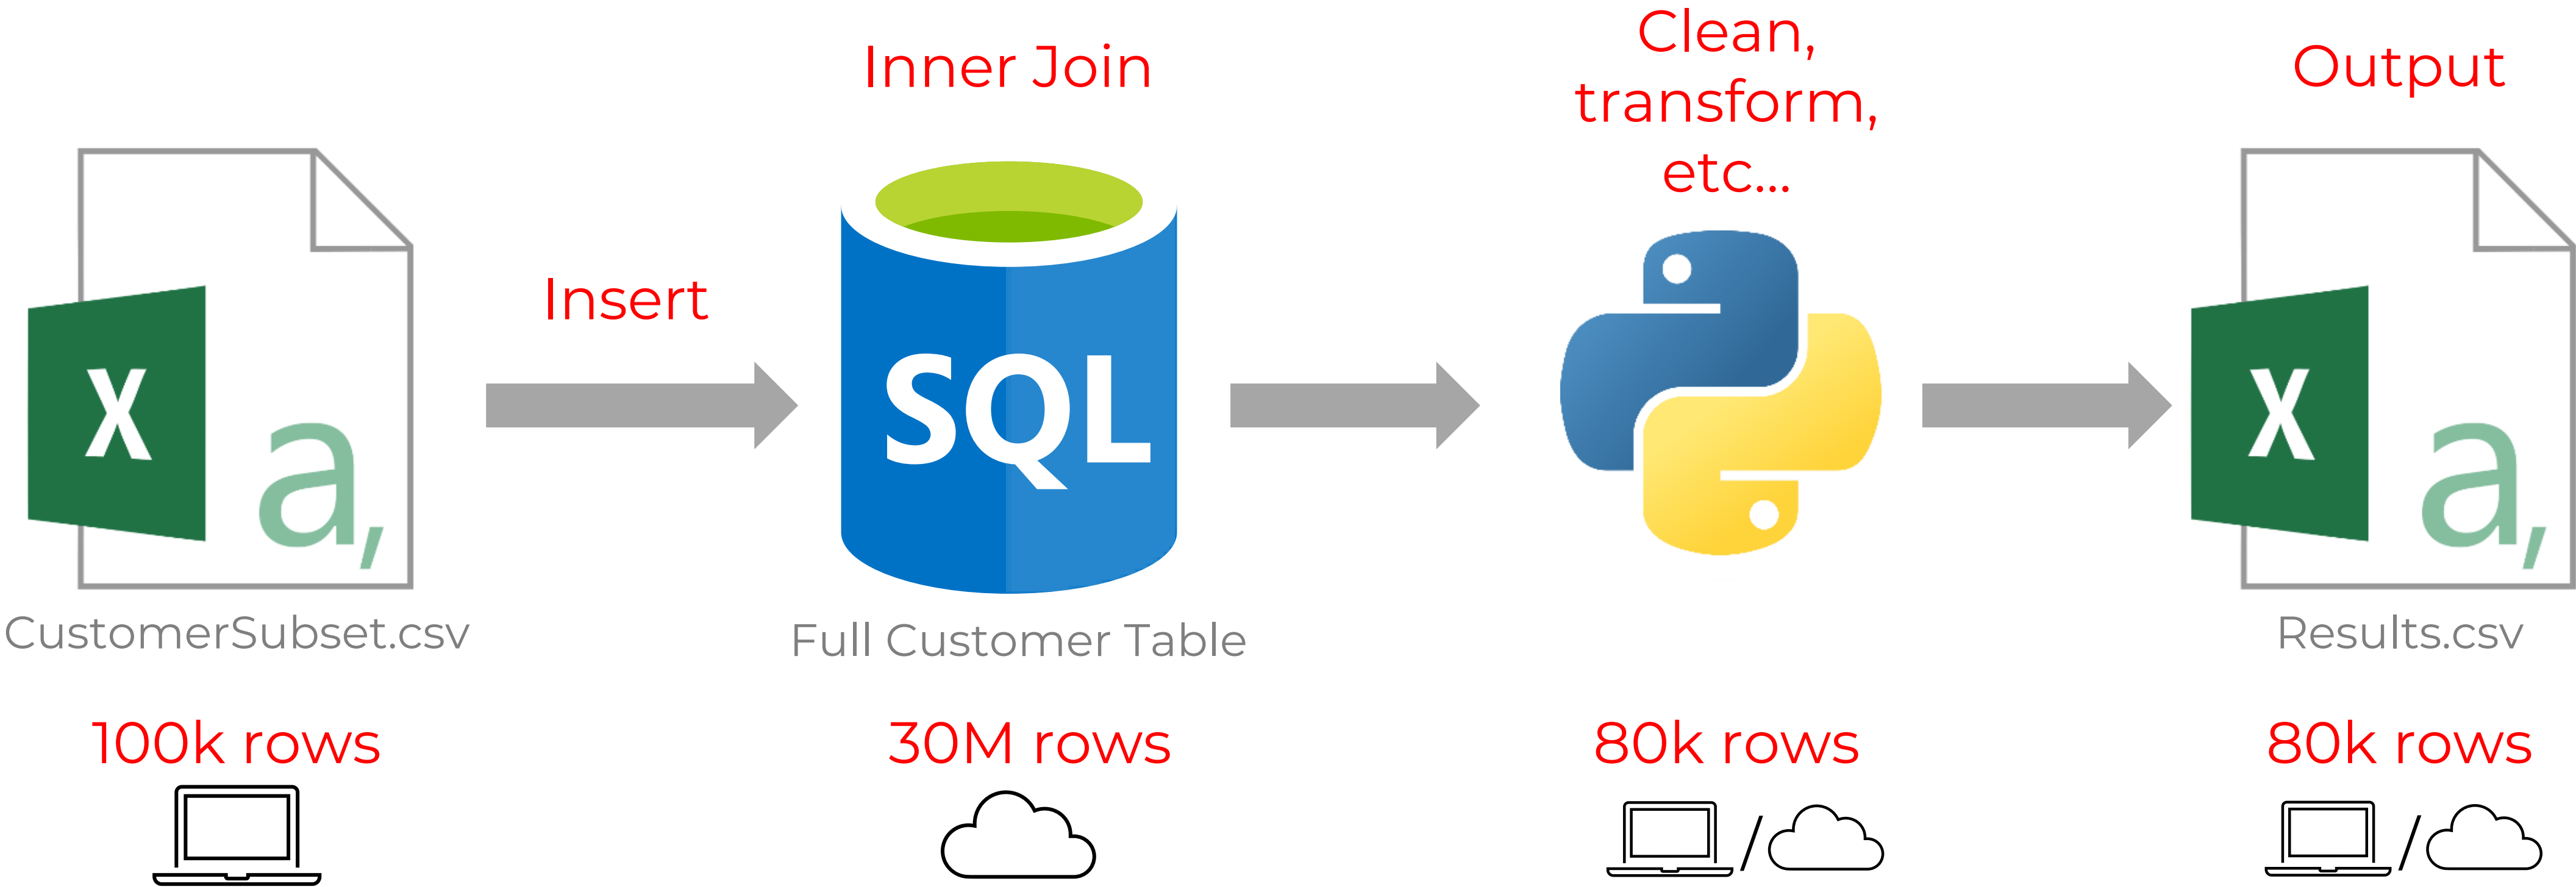 Inner Join
Clean,
transform,
etc...
Output
Insert
X
a,
SQL
X
a,
CustomerSubset.csv
Full Customer Table
Results.csv
100k rows
30M rows
80k rows
80k rows
/
/